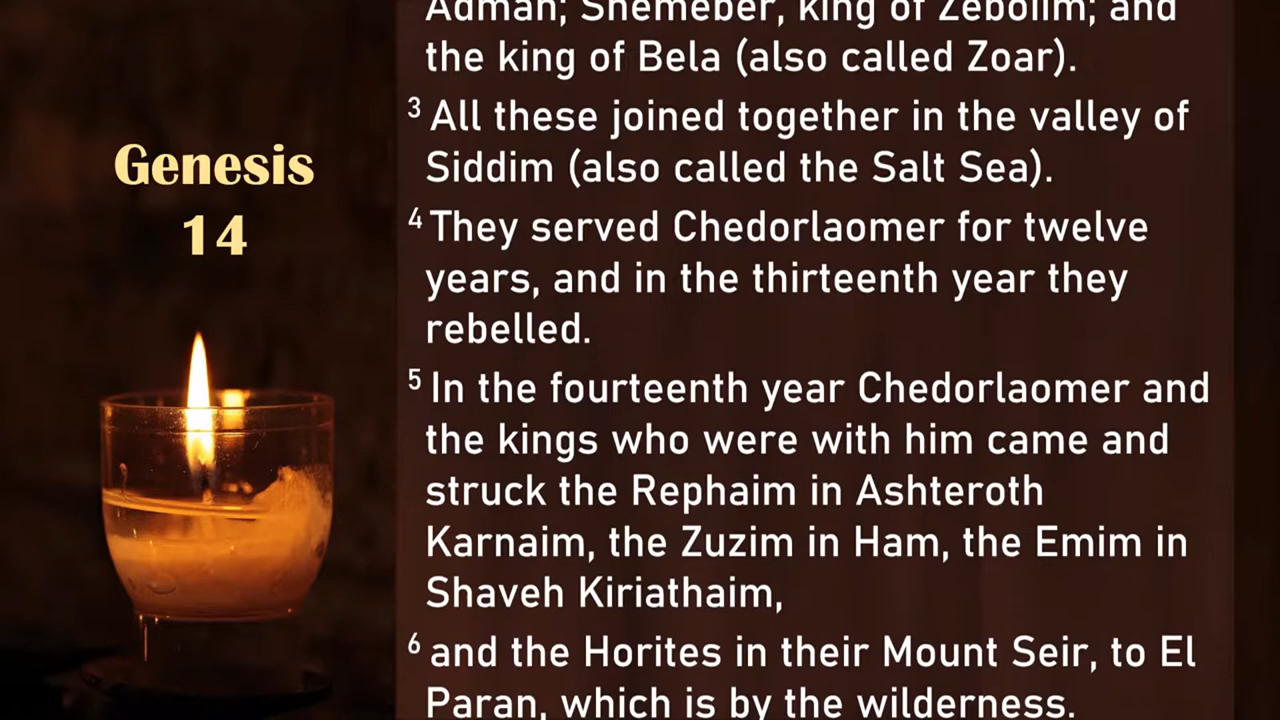 Genesis
14
Admah; Shemeber, king of Zeboiim; and
the king of Bela (also called Zoar).
3 All these joined together in the valley of
Siddim (also called the Salt Sea).
4 They served Chedorlaomer for twelve
years, and in the thirteenth year they
rebelled.
5 In the fourteenth year Chedorlaomer and
the kings who were with him came and
struck the Rephaim in Ashteroth
Karnaim, the Zuzim in Ham, the Emim in
Shaveh Kiriathaim,
6 and the Horites in their Mount Seir, to El
Paran, which is by the wilderness.